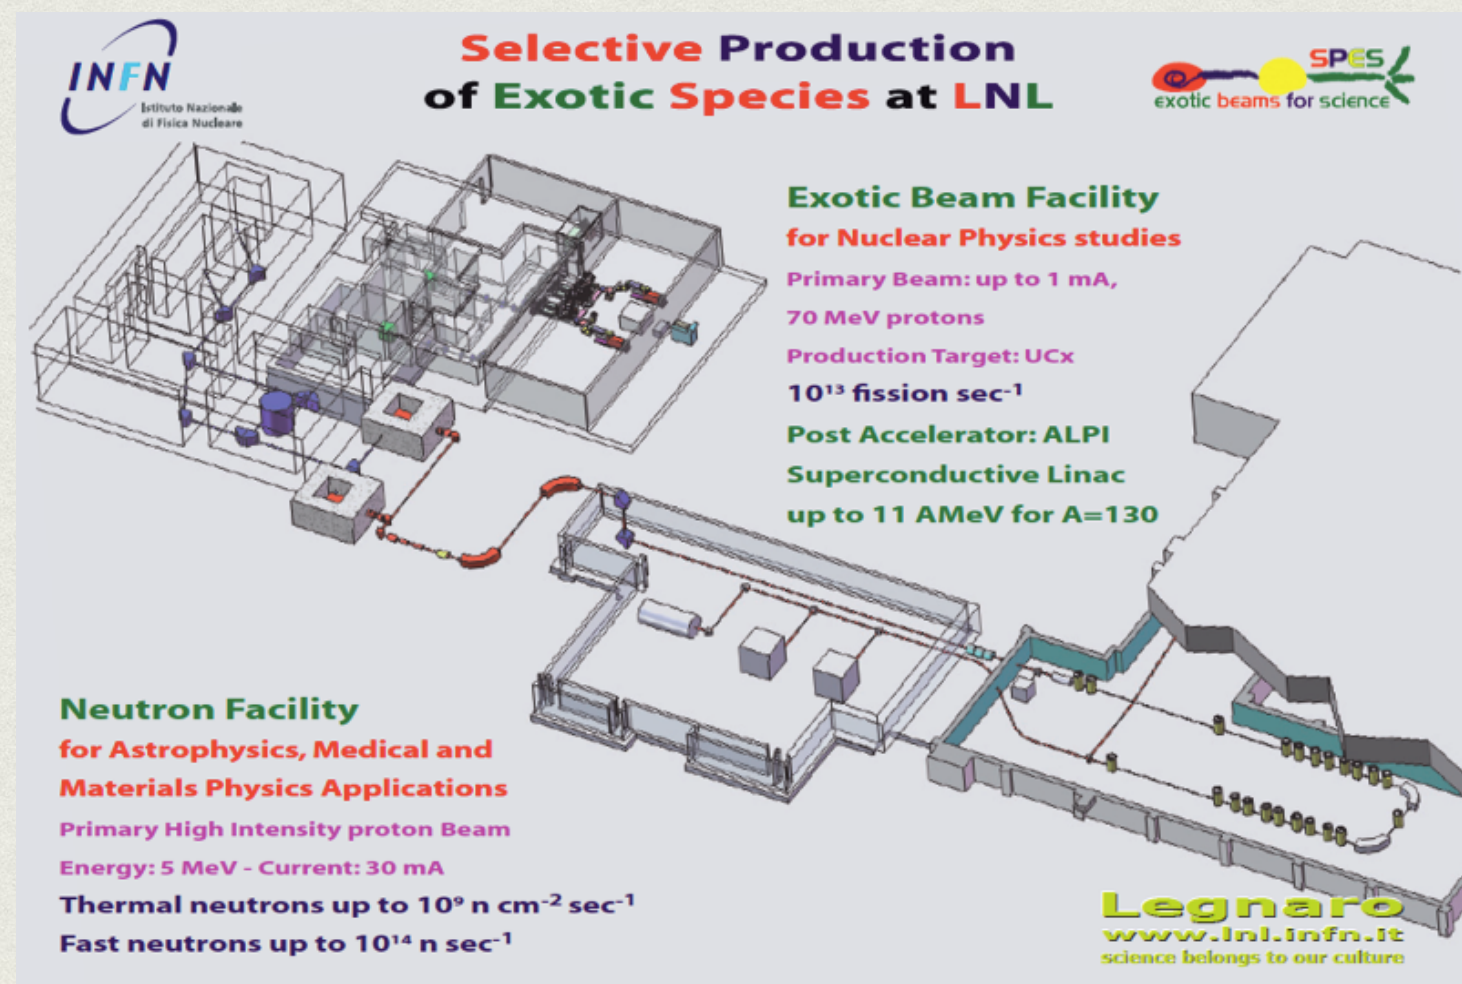 INFN
Istituto Nazionale
di Fisica Nucleare
Selective Production
of Exotic Species at LNL
SPES
exotic beams for science
Exotic Beam Facility
for Nuclear Physics studies
Primary Beam: up to 1 mA,
70 MeV protons
Production Target: UCx
10¹³ fission sec⁻¹
Post Accelerator: ALPI
Superconductive Linac
up to 11 AMeV for A=130
Neutron Facility
for Astrophysics, Medical and
Materials Physics Applications
Primary High Intensity proton Beam
Energy: 5 MeV - Current: 30 mA
Thermal neutrons up to 10⁹ n cm⁻² sec⁻¹
Fast neutrons up to 10¹⁴ n sec⁻¹
Legnaro
www.lnl.infn.it
science belongs to our culture